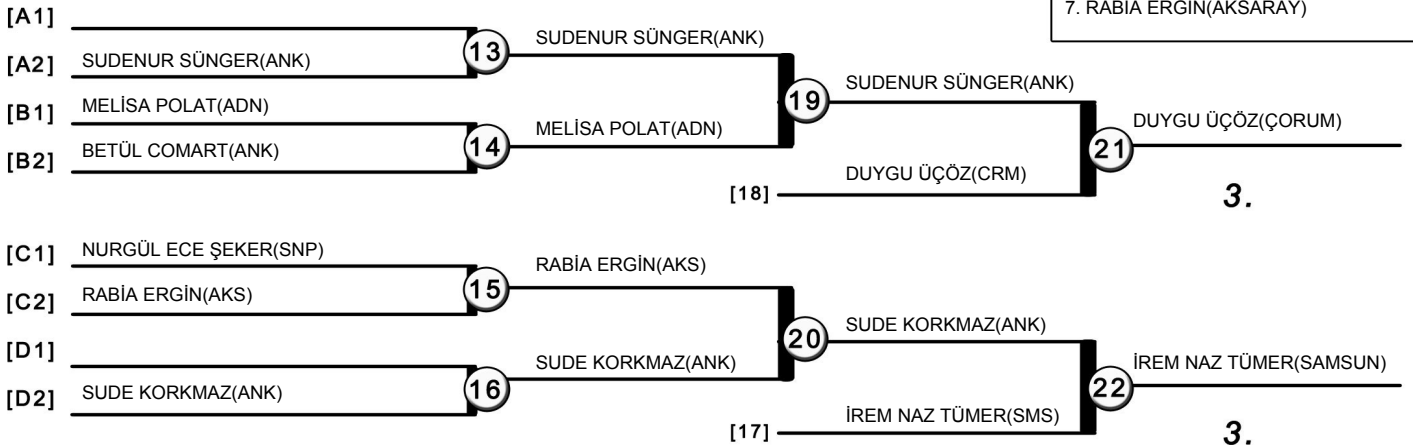 7. RABİA ERGİN(AKSARAY)
[A1]
13
SUDENUR SÜNGER(ANK)
[A2] SUDENUR SÜNGER(ANK)
19
SUDENUR SÜNGER(ANK)
[B1] MELİSA POLAT(ADN)
14
MELİSA POLAT(ADN)
[B2] BETÜL COMART(ANK)
21
DUYGU ÜÇÖZ(ÇORUM)
[18] DUYGU ÜÇÖZ(CRM)
3.
[C1] NURGÜL ECE ŞEKER(SNP)
15
RABİA ERGİN(AKS)
[C2] RABİA ERGİN(AKS)
20
SUDE KORKMAZ(ANK)
[D1]
16
SUDE KORKMAZ(ANK)
[D2] SUDE KORKMAZ(ANK)
22
İREM NAZ TÜMER(SAMSUN)
[17] İREM NAZ TÜMER(SMS)
3.